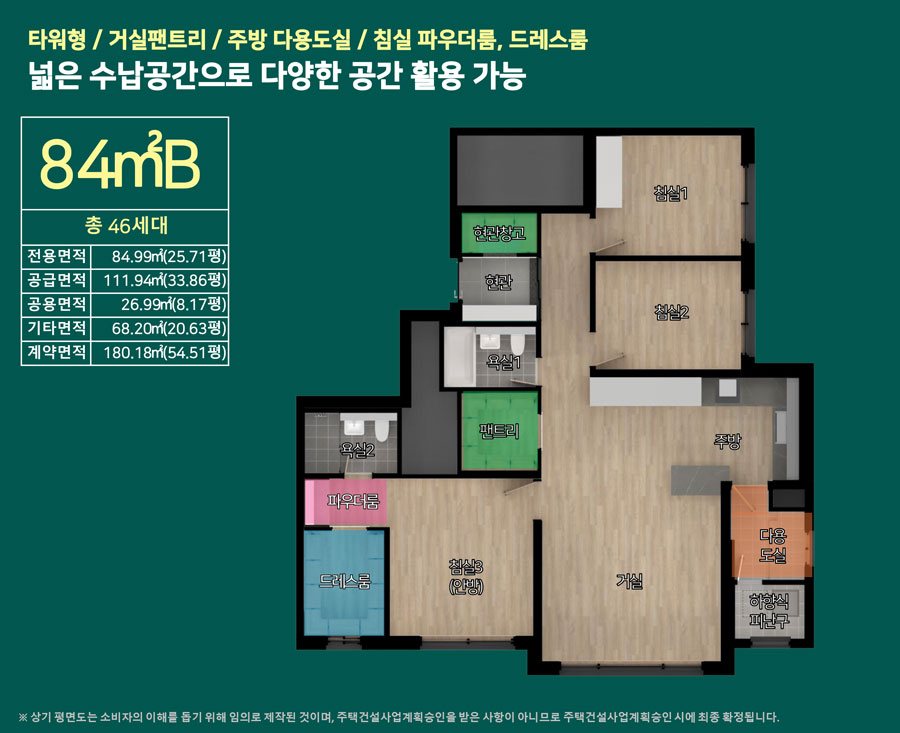 타워형 / 거실팬트리 / 주방 다용도실 / 침실 파우더룸, 드레스룸
넓은 수납공간으로 다양한 공간 활용 가능
84㎡B
총 46세대
전용면적 84.99㎡(25.71평)
공급면적 111.94㎡(33.86평)
공용면적 26.99㎡(8.17평)
기타면적 68.20㎡(20.63평)
계약면적 180.18㎡(54.51평)
침실1
현관창고
현관
침실2
욕실1
팬트리
주방
욕실2
파우더룸
다용
도실
침실3
(안방)
드레스룸
거실
하향식
피난구
※ 상기 평면도는 소비자의 이해를 돕기 위해 임의로 제작된 것이며, 주택건설사업계획승인을 받은 사항이 아니므로 주택건설사업계획승인 시에 최종 확정됩니다.